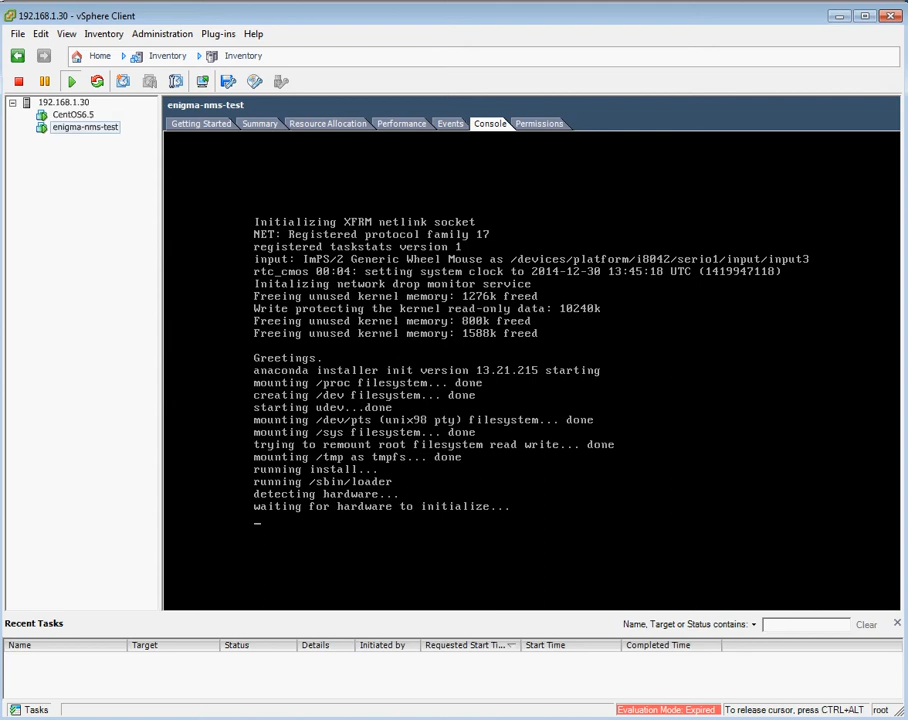 192.168.1.30 - vSphere Client
File Edit View Inventory Administration Plug-ins Help
Home Inventory Inventory
192.168.1.30
CentOS6.5
enigma-nms-test
enigma-nms-test
Getting Started Summary Resource Allocation Performance Events Console Permissions
Initializing XFRM netlink socket
NET: Registered protocol family 17
registered taskstats version 1
input: ImPS/2 Generic Wheel Mouse as /devices/platform/i8042/serio1/input/input3
rtc_cmos 00:04: setting system clock to 2014-12-30 13:45:18 UTC (1419947118)
Initalizing network drop monitor service
Freeing unused kernel memory: 1276k freed
Write protecting the kernel read-only data: 10240k
Freeing unused kernel memory: 800k freed
Freeing unused kernel memory: 1588k freed
Greetings.
anaconda installer init version 13.21.215 starting
mounting /proc filesystem... done
creating /dev filesystem... done
starting udev...done
mounting /dev/pts (unix98 pty) filesystem... done
mounting /sys filesystem... done
trying to remount root filesystem read write... done
mounting /tmp as tmpfs... done
running install...
running /sbin/loader
detecting hardware...
waiting for hardware to initialize...
_
Recent Tasks
Name, Target or Status contains: Clear
Name Target Status Details Initiated by Requested Start Ti... Start Time Completed Time
Tasks Evaluation Mode: Expired To release cursor, press CTRL+ALT root